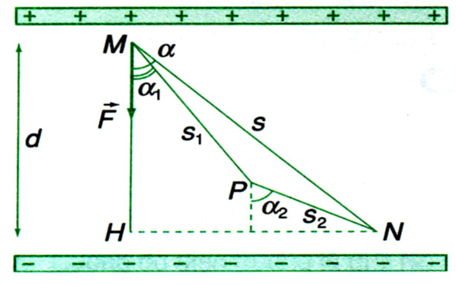 + + + + + + + + + +
M α
α₁
F⃗
s₁ s
d
P
α₂
s₂
H N
− − − − − − − − − −